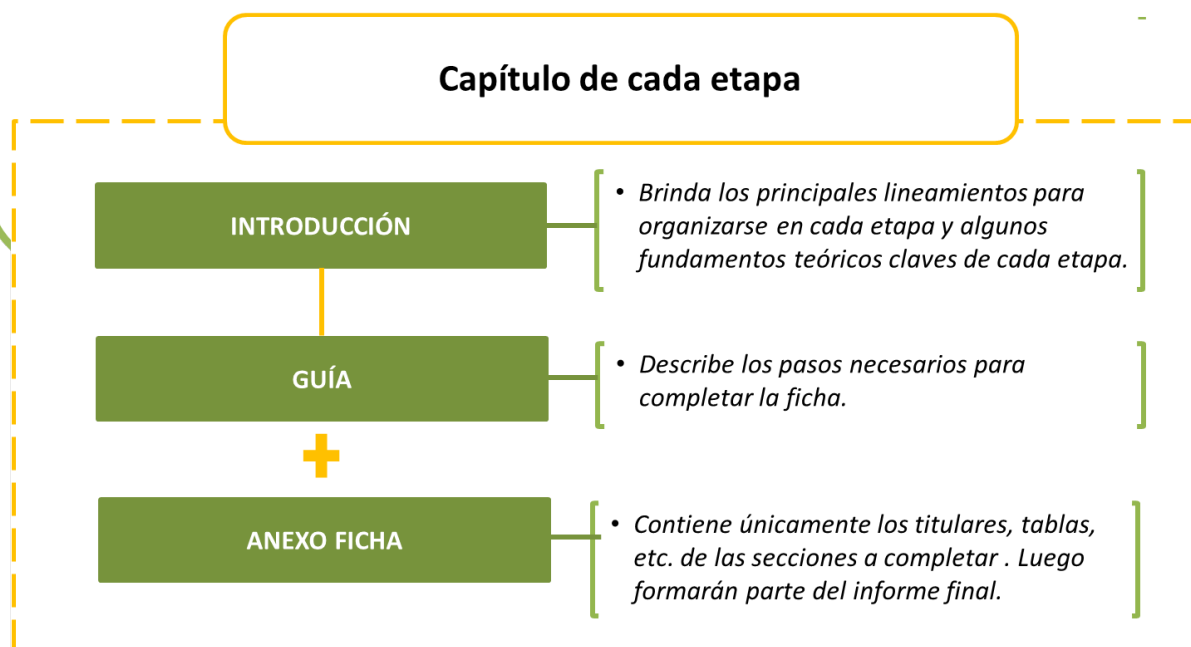 Capítulo de cada etapa
INTRODUCCIÓN
• Brinda los principales lineamientos para
organizarse en cada etapa y algunos
fundamentos teóricos claves de cada etapa.
GUÍA
• Describe los pasos necesarios para
completar la ficha.
ANEXO FICHA
• Contiene únicamente los titulares, tablas,
etc. de las secciones a completar . Luego
formarán parte del informe final.